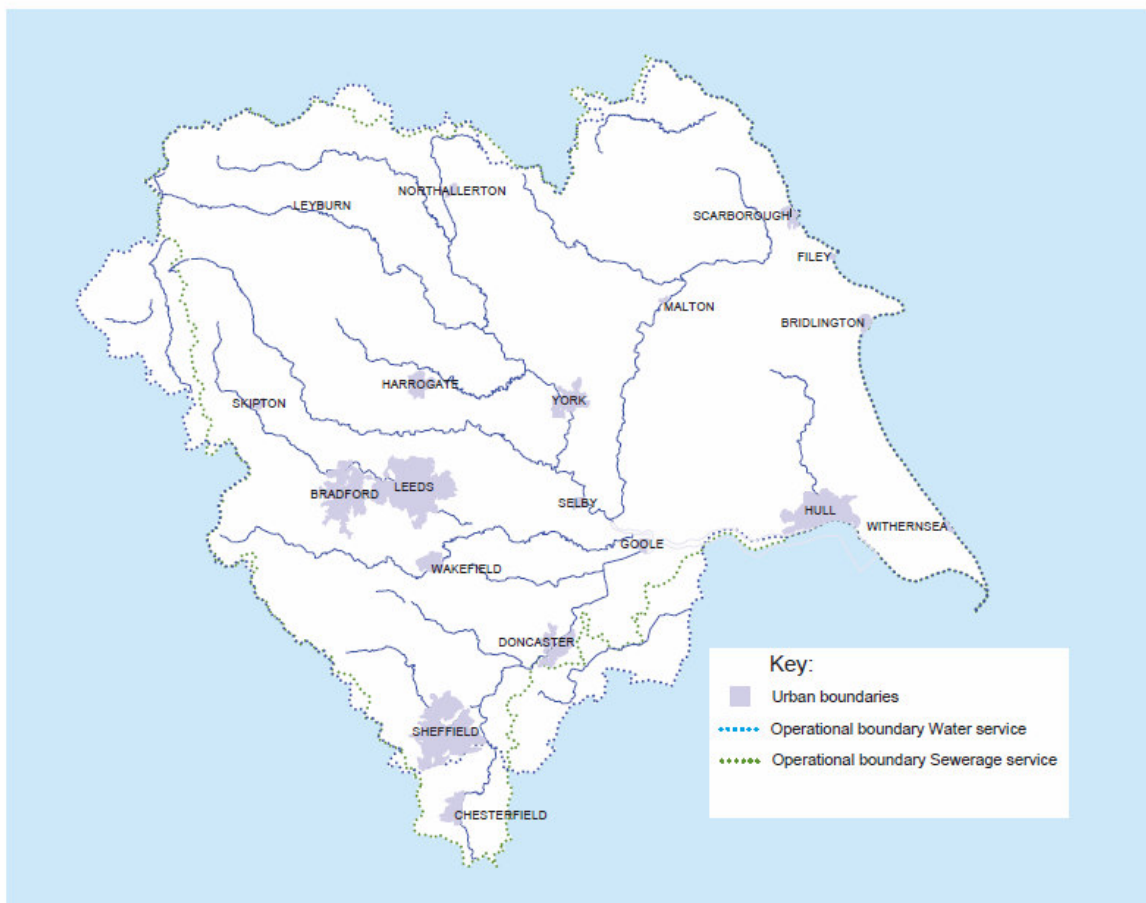 NORTHALLERTON
LEYBURN
SCARBOROUGH
FILEY
MALTON
BRIDLINGTON
HARROGATE
YORK
SKIPTON
BRADFORD
LEEDS
SELBY
HULL
WITHERNSEA
GOOLE
WAKEFIELD
DONCASTER
SHEFFIELD
CHESTERFIELD
Key:
Urban boundaries
Operational boundary Water service
Operational boundary Sewerage service